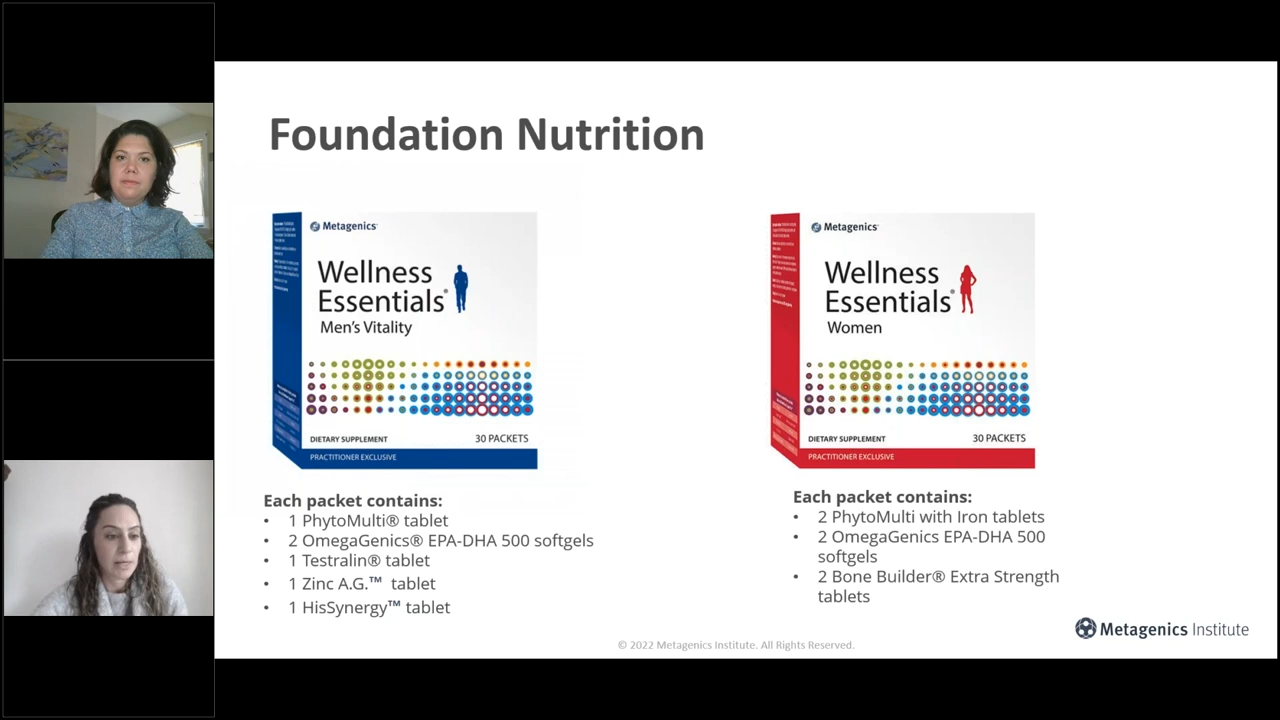 Foundation Nutrition
Metagenics
Wellness
Essentials®
Men's Vitality
DIETARY SUPPLEMENT
30 PACKETS
PRACTITIONER EXCLUSIVE
Each packet contains:
• 1 PhytoMulti® tablet
• 2 OmegaGenics® EPA-DHA 500 softgels
• 1 Testralin® tablet
• 1 Zinc A.G.™ tablet
• 1 HisSynergy™ tablet
Metagenics
Wellness
Essentials®
Women
DIETARY SUPPLEMENT
30 PACKETS
PRACTITIONER EXCLUSIVE
Each packet contains:
• 2 PhytoMulti with Iron tablets
• 2 OmegaGenics EPA-DHA 500
softgels
• 2 Bone Builder® Extra Strength
tablets
Metagenics Institute
© 2022 Metagenics Institute. All Rights Reserved.